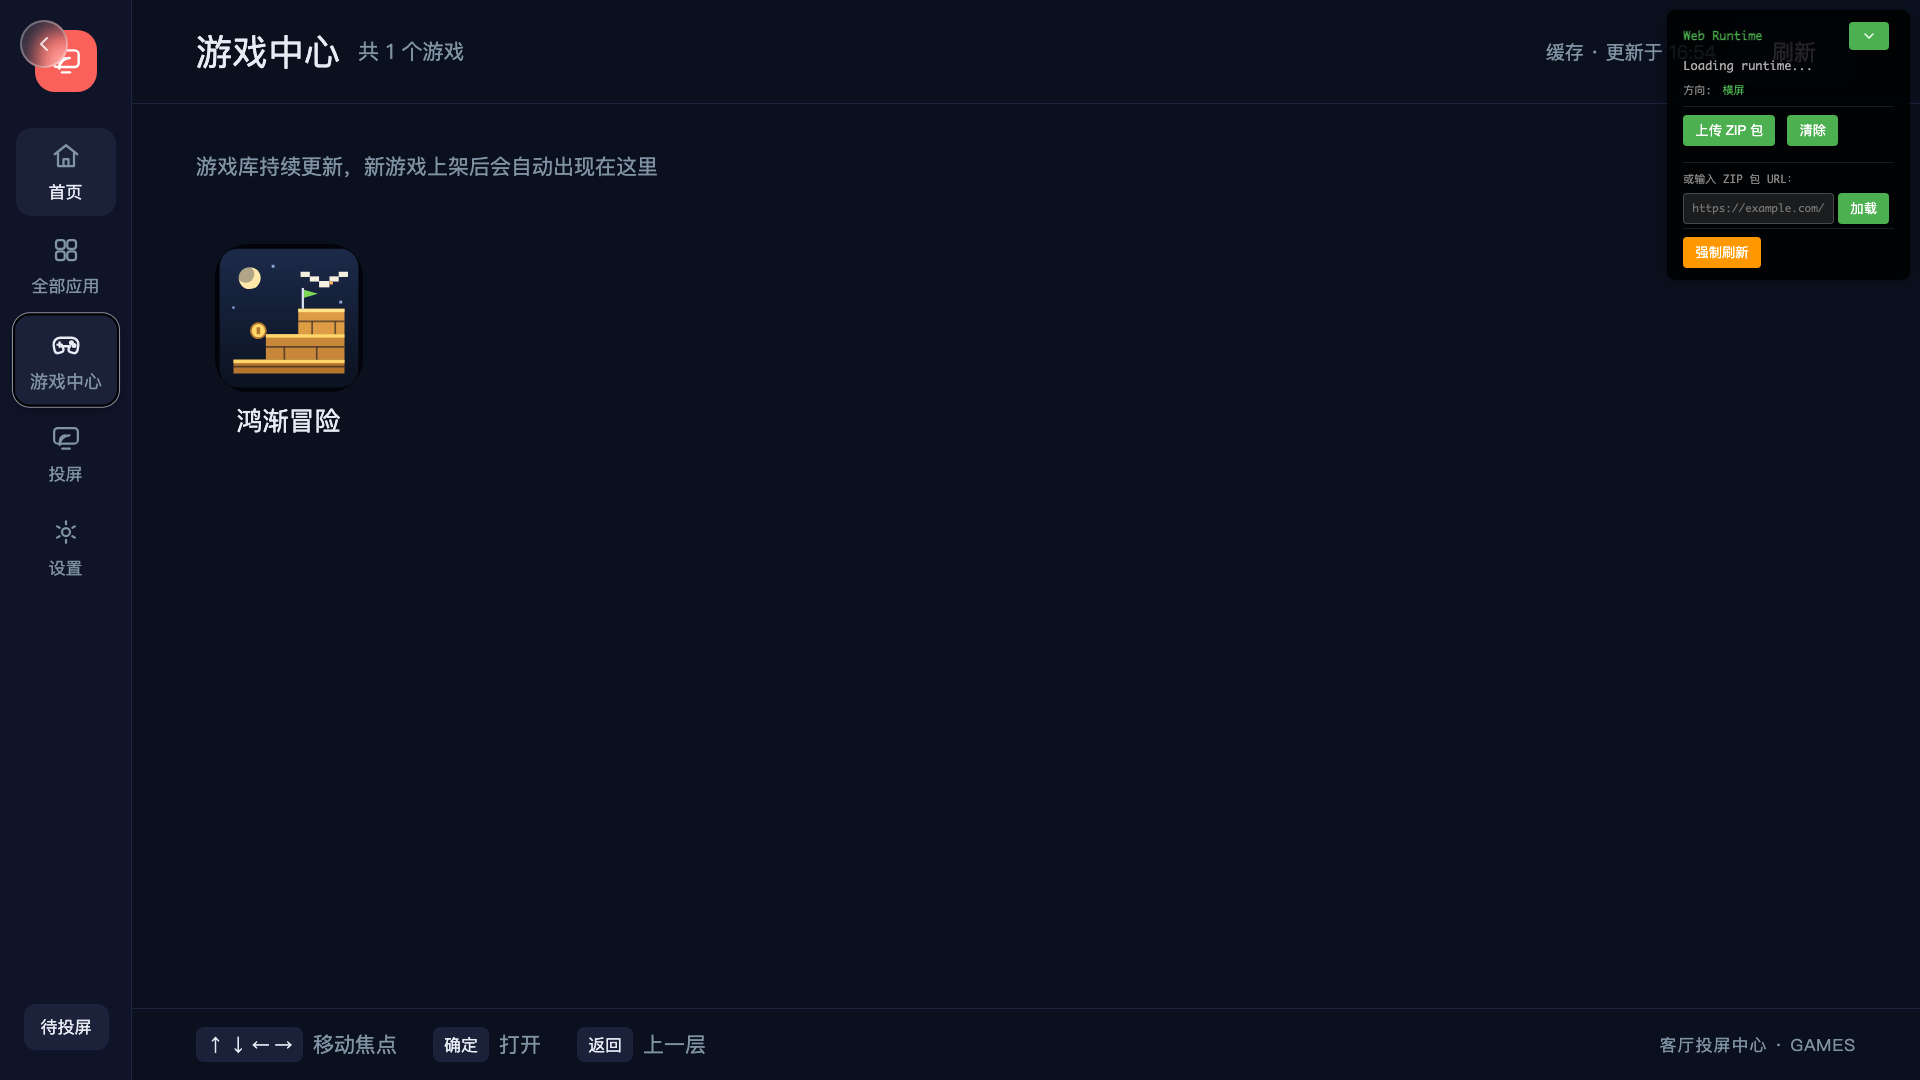 首页
全部应用
游戏中心
投屏
设置
待投屏
游戏中心 共 1 个游戏
缓存 · 更新于 16:54
刷新
游戏库持续更新，新游戏上架后会自动出现在这里
鸿渐冒险
Web Runtime
Loading runtime...
方向： 横屏
上传 ZIP 包 清除
或输入 ZIP 包 URL:
https://example.com/ 加载
强制刷新
↑ ↓ ← → 移动焦点 确定 打开 返回 上一层
客厅投屏中心 · GAMES